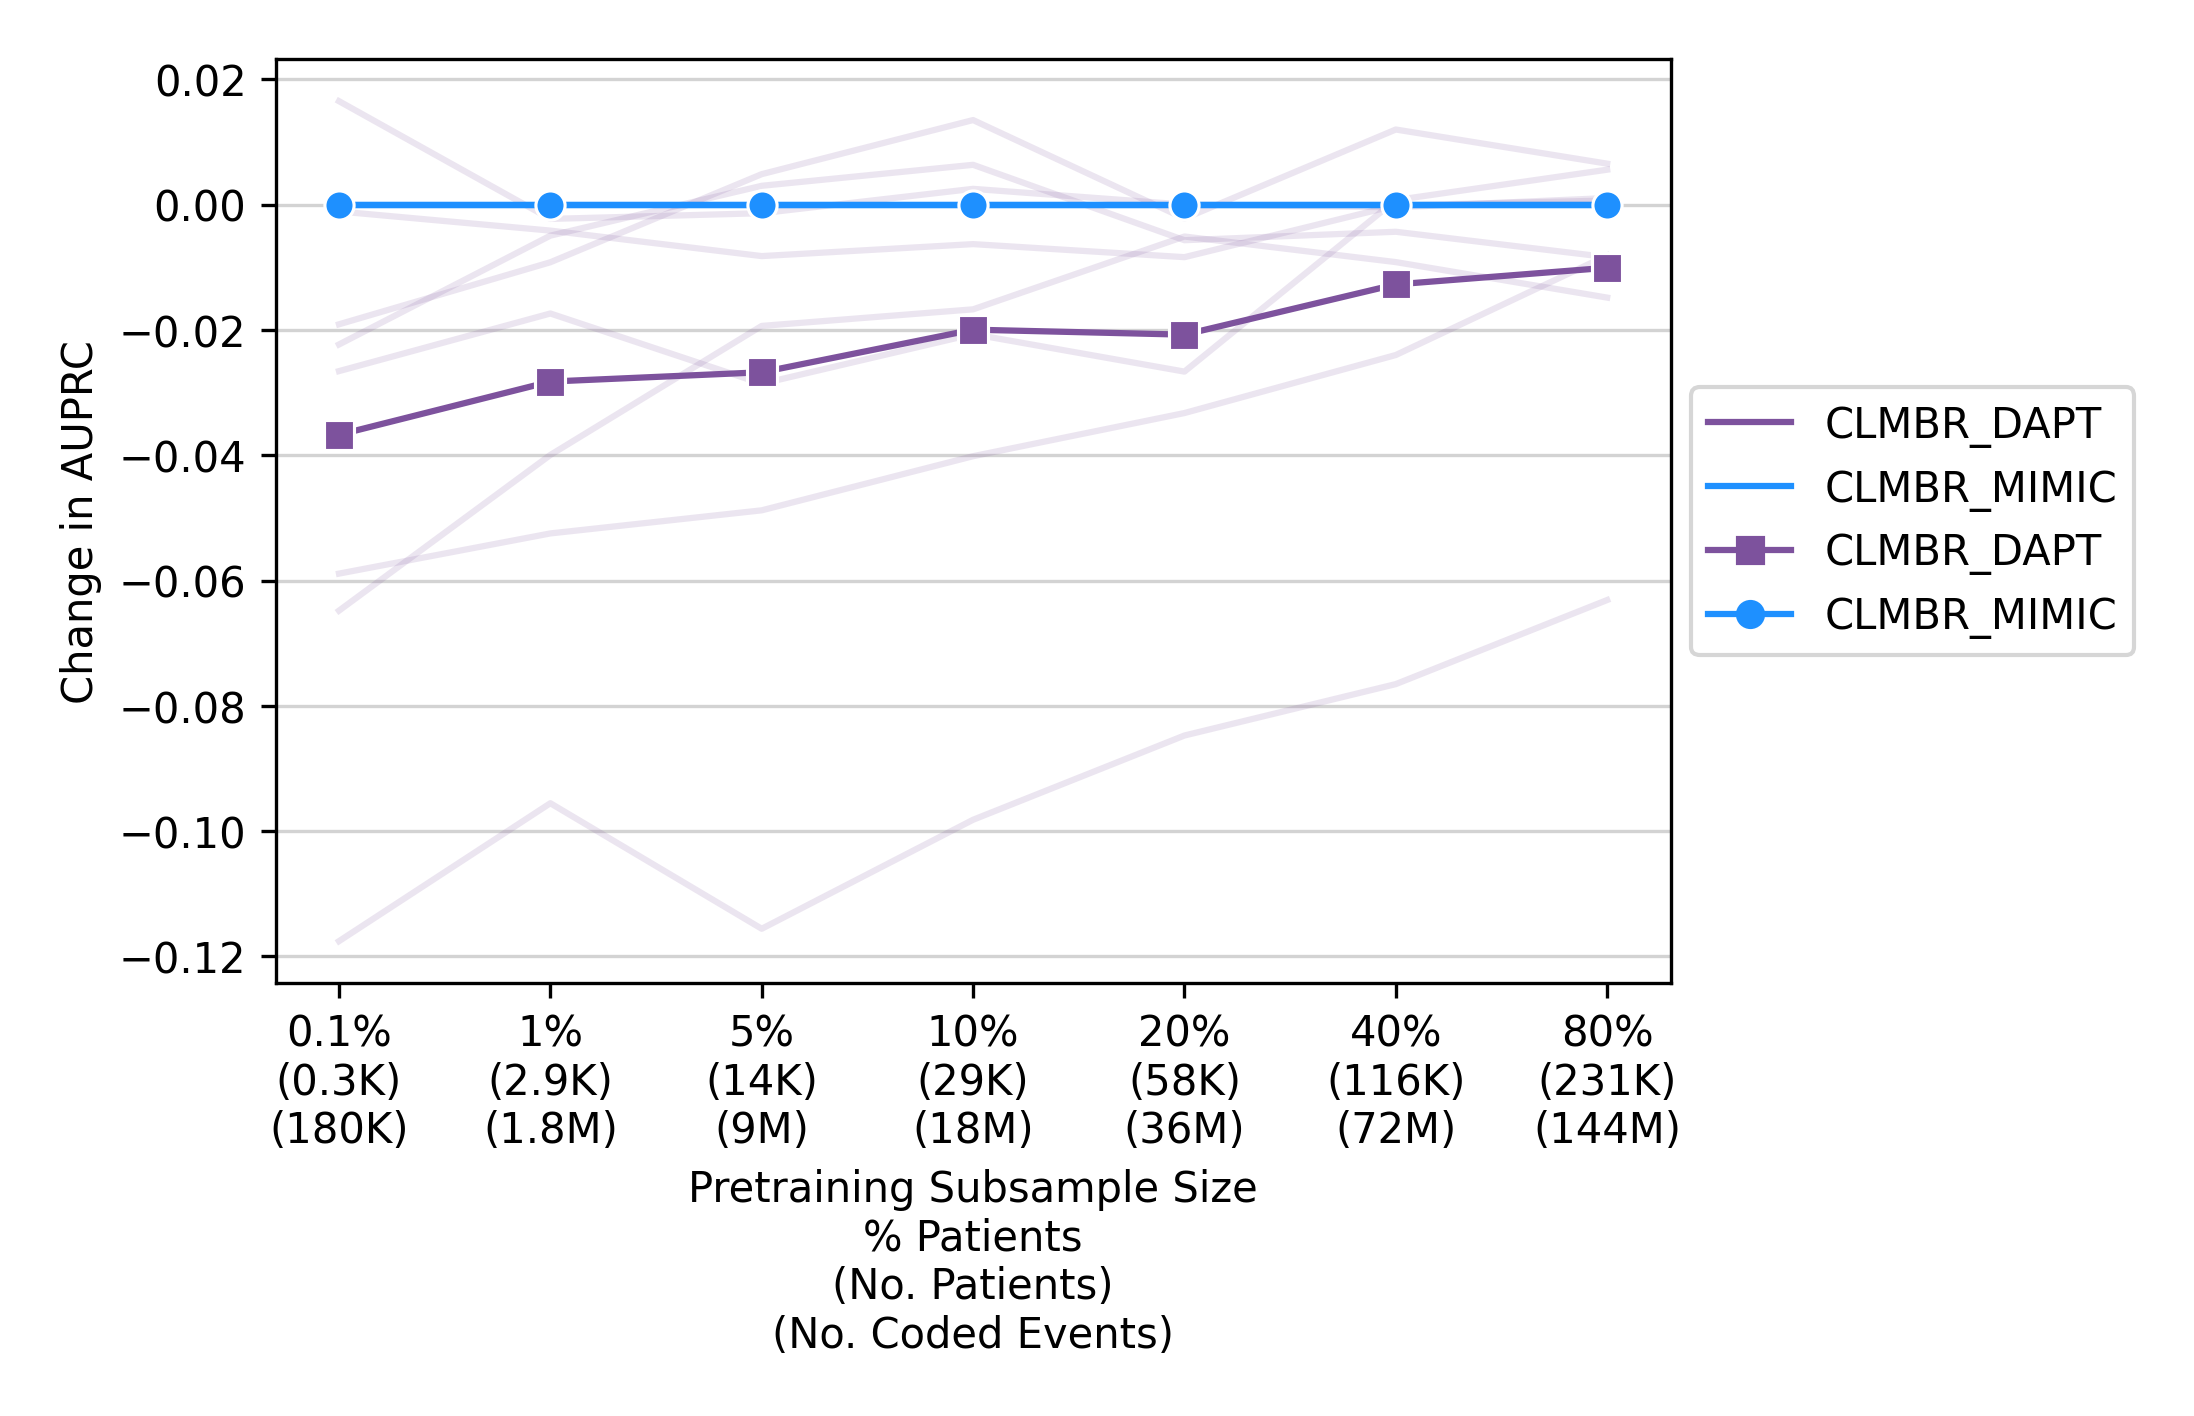 0.02
0.00
−0.02
−0.04
−0.06
−0.08
−0.10
−0.12
Change in AUPRC
0.1% 1% 5% 10% 20% 40% 80%
(0.3K) (2.9K) (14K) (29K) (58K) (116K) (231K)
(180K) (1.8M) (9M) (18M) (36M) (72M) (144M)
Pretraining Subsample Size
% Patients
(No. Patients)
(No. Coded Events)
CLMBR_DAPT
CLMBR_MIMIC
CLMBR_DAPT
CLMBR_MIMIC